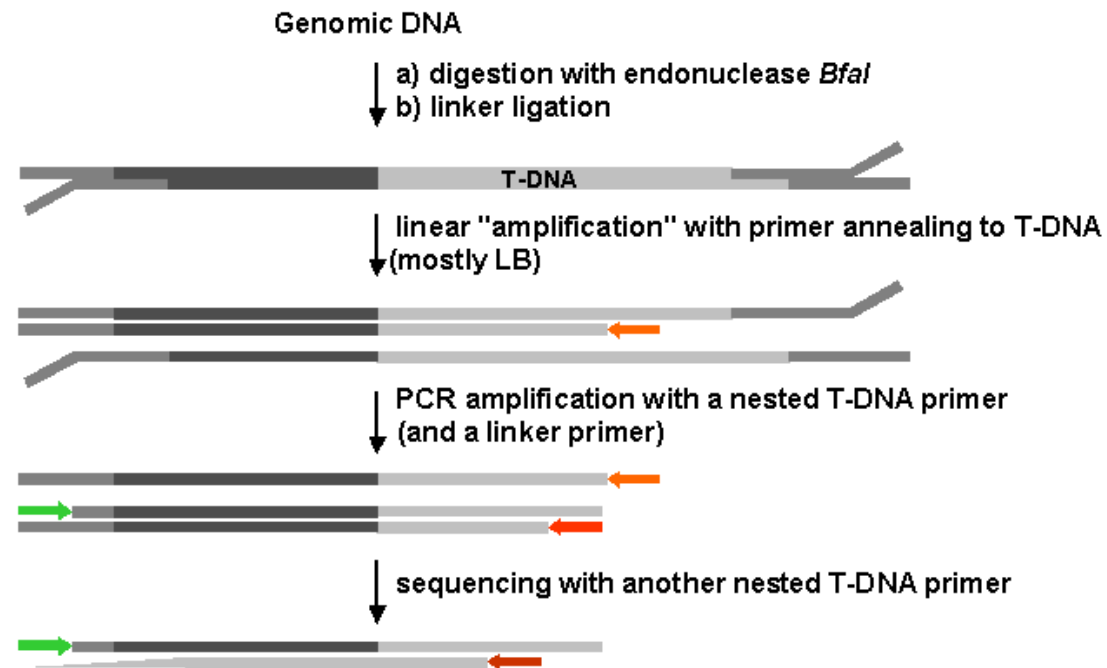 Genomic DNA
a) digestion with endonuclease BfaI
b) linker ligation
T-DNA
linear "amplification" with primer annealing to T-DNA
(mostly LB)
PCR amplification with a nested T-DNA primer
(and a linker primer)
sequencing with another nested T-DNA primer